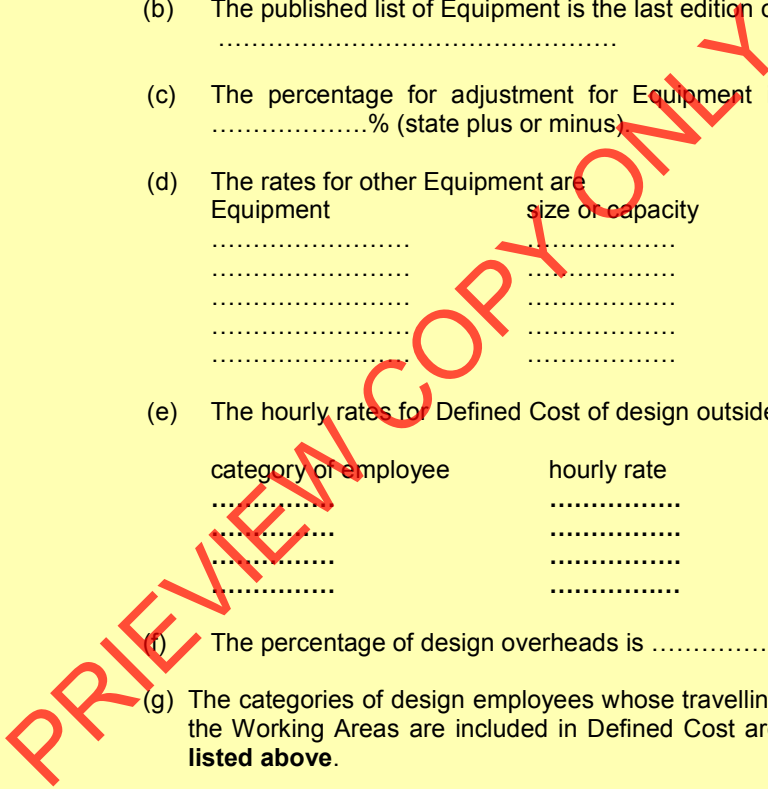 (b) The published list of Equipment is the last edition
……………………………………….
(c) The percentage for adjustment for Equipment
……………….% (state plus or minus).
(d) The rates for other Equipment are
Equipment size or capacity
…………………… ………………
…………………… ………………
…………………… ………………
…………………… ………………
…………………… ………………
(e) The hourly rates for Defined Cost of design outside
category of employee hourly rate
…………… …………….
…………… …………….
…………… …………….
…………… …………….
(f) The percentage of design overheads is ……………
(g) The categories of design employees whose travellin
the Working Areas are included in Defined Cost ar
listed above.
PRIEVIEW COPY ONLY